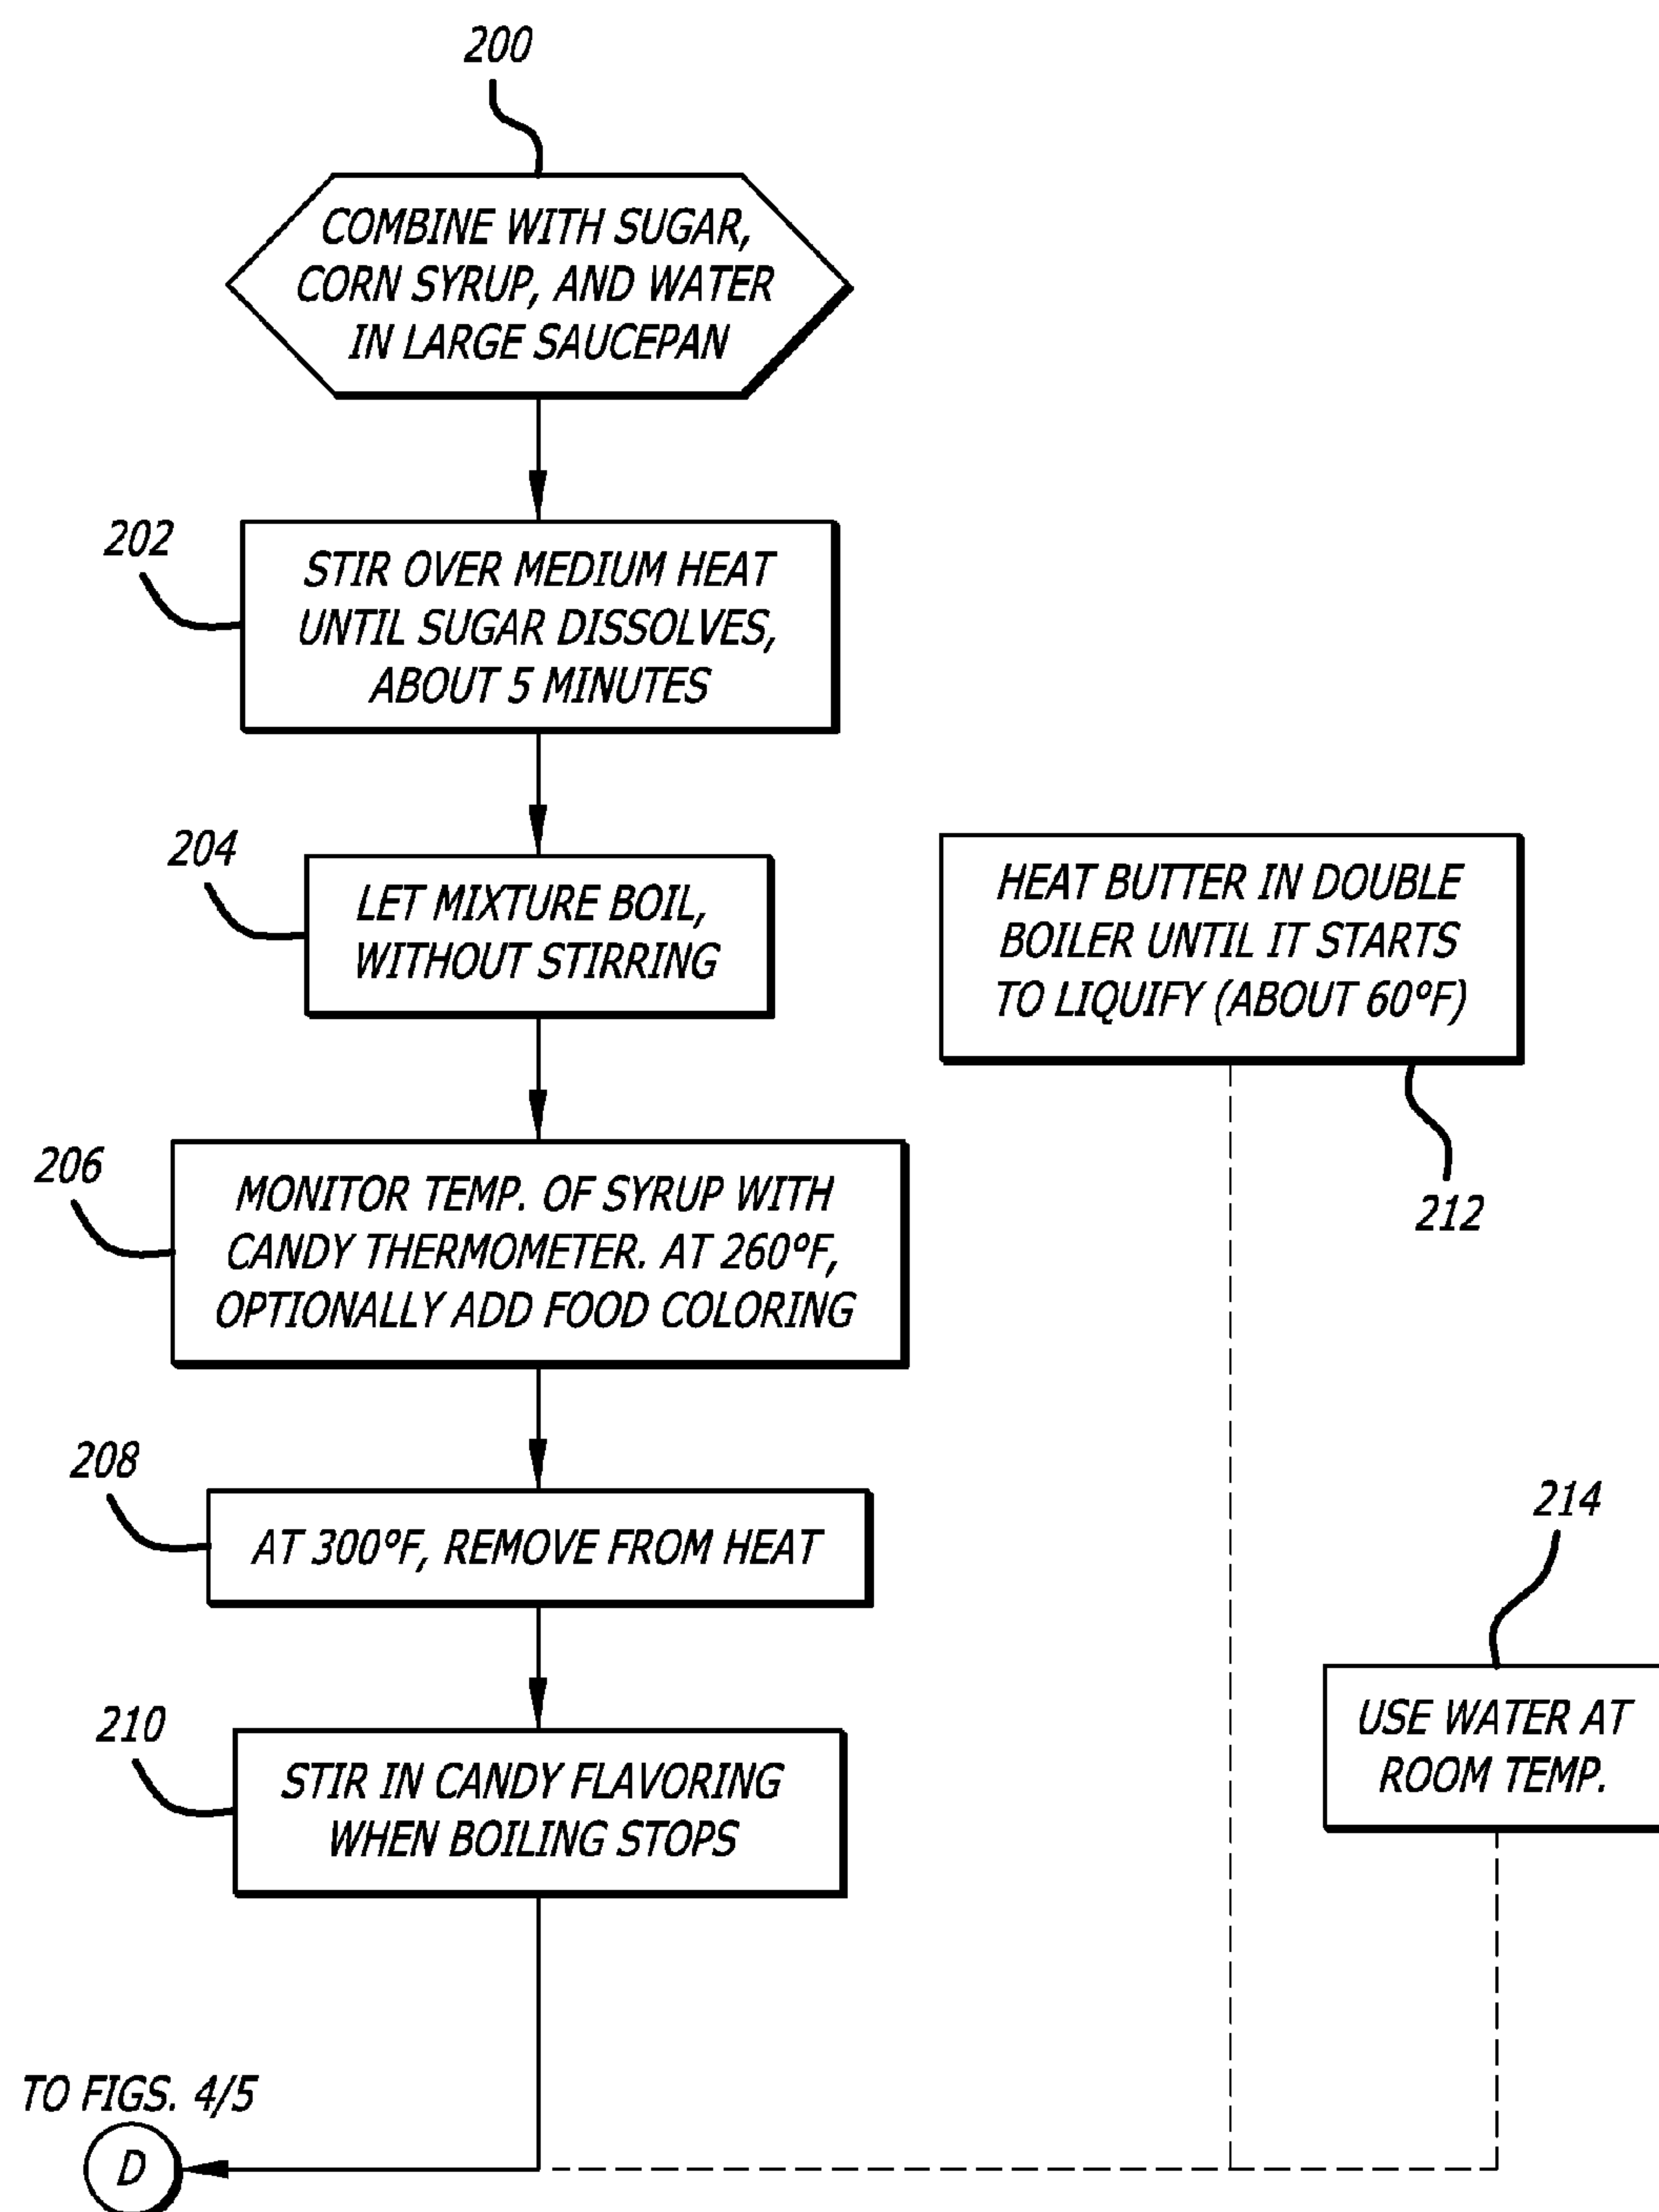 200
COMBINE WITH SUGAR,
CORN SYRUP, AND WATER
IN LARGE SAUCEPAN
202
STIR OVER MEDIUM HEAT
UNTIL SUGAR DISSOLVES,
ABOUT 5 MINUTES
204
LET MIXTURE BOIL,
WITHOUT STIRRING
HEAT BUTTER IN DOUBLE
BOILER UNTIL IT STARTS
TO LIQUIFY (ABOUT 60°F)
212
206
MONITOR TEMP. OF SYRUP WITH
CANDY THERMOMETER. AT 260°F,
OPTIONALLY ADD FOOD COLORING
208
AT 300°F, REMOVE FROM HEAT
214
USE WATER AT
ROOM TEMP.
210
STIR IN CANDY FLAVORING
WHEN BOILING STOPS
TO FIGS. 4/5
D